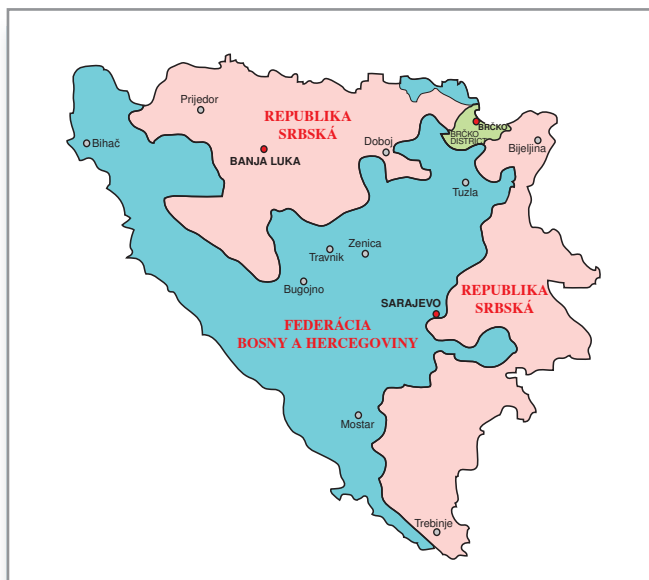 Prijedor
REPUBLIKA
SRBSKÁ
BRČKO
BRČKO
DISTRICT
Bihač
Doboj
Bijeljina
BANJA LUKA
Tuzla
Zenica
Travnik
Bugojno
SARAJEVO
REPUBLIKA
SRBSKÁ
FEDERÁCIA
BOSNY A HERCEGOVINY
Mostar
Trebinje